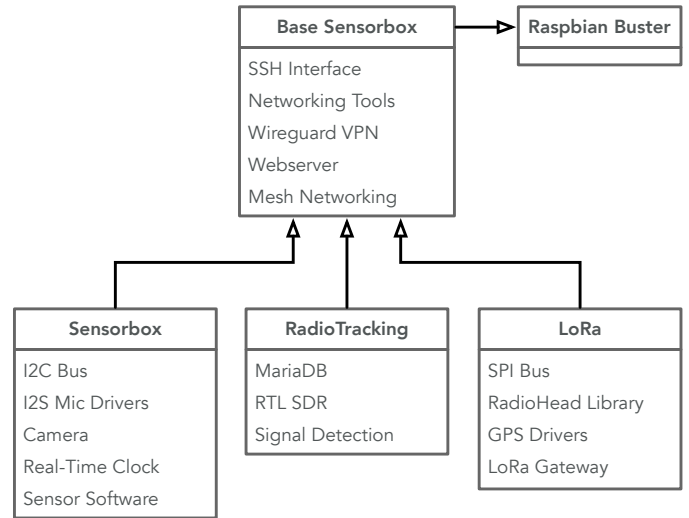 Base Sensorbox
SSH Interface
Networking Tools
Wireguard VPN
Webserver
Mesh Networking
Raspbian Buster
Sensorbox
I2C Bus
I2S Mic Drivers
Camera
Real-Time Clock
Sensor Software
RadioTracking
MariaDB
RTL SDR
Signal Detection
LoRa
SPI Bus
RadioHead Library
GPS Drivers
LoRa Gateway